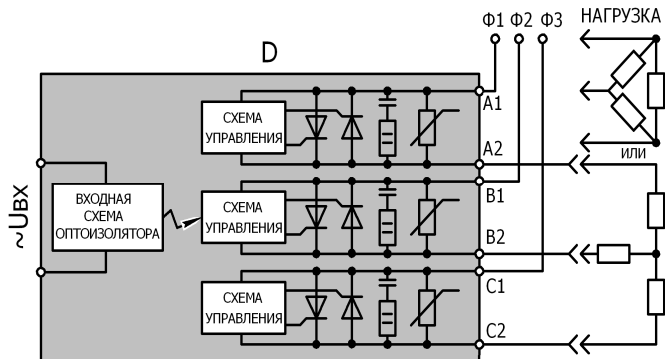 Ф1 Ф2 Ф3
НАГРУЗКА
D
A1
СХЕМА
УПРАВЛЕНИЯ
A2
ИЛИ
B1
~Uвх
ВХОДНАЯ
СХЕМА
ОПТОИЗОЛЯТОРА
СХЕМА
УПРАВЛЕНИЯ
B2
C1
СХЕМА
УПРАВЛЕНИЯ
C2